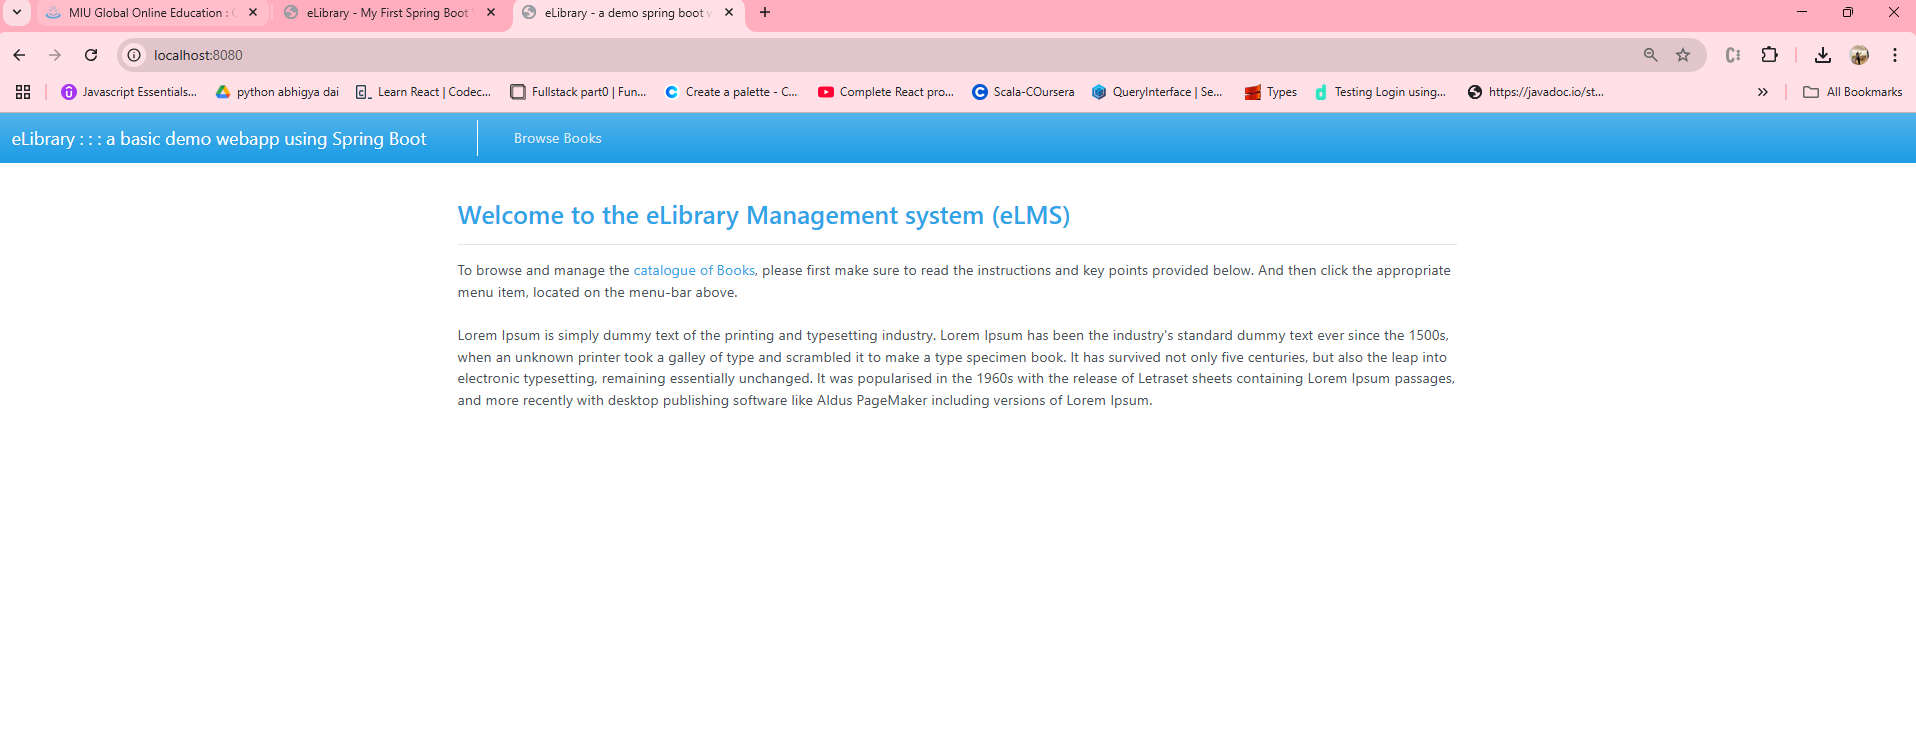 MIU Global Online Education :
eLibrary - My First Spring Boot
eLibrary - a demo spring boot
localhost:8080
Javascript Essentials...
python abhigya dai
Learn React | Codec...
Fullstack part0 | Fun...
Create a palette - C...
Complete React pro...
Scala-COursera
QueryInterface | Se...
Types
Testing Login using...
https://javadoc.io/st...
All Bookmarks
eLibrary : : : a basic demo webapp using Spring Boot
Browse Books
Welcome to the eLibrary Management system (eLMS)
To browse and manage the catalogue of Books, please first make sure to read the instructions and key points provided below. And then click the appropriate
menu item, located on the menu-bar above.
Lorem Ipsum is simply dummy text of the printing and typesetting industry. Lorem Ipsum has been the industry's standard dummy text ever since the 1500s,
when an unknown printer took a galley of type and scrambled it to make a type specimen book. It has survived not only five centuries, but also the leap into
electronic typesetting, remaining essentially unchanged. It was popularised in the 1960s with the release of Letraset sheets containing Lorem Ipsum passages,
and more recently with desktop publishing software like Aldus PageMaker including versions of Lorem Ipsum.